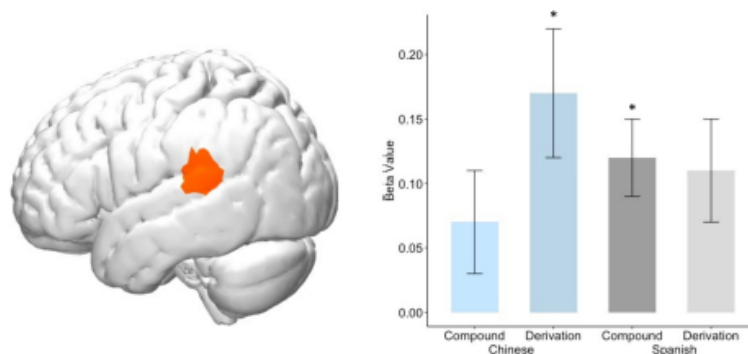 *
*
0.20
0.15
0.10
0.05
0.00
Beta Value
Compound Derivation Compound Derivation
Chinese Spanish